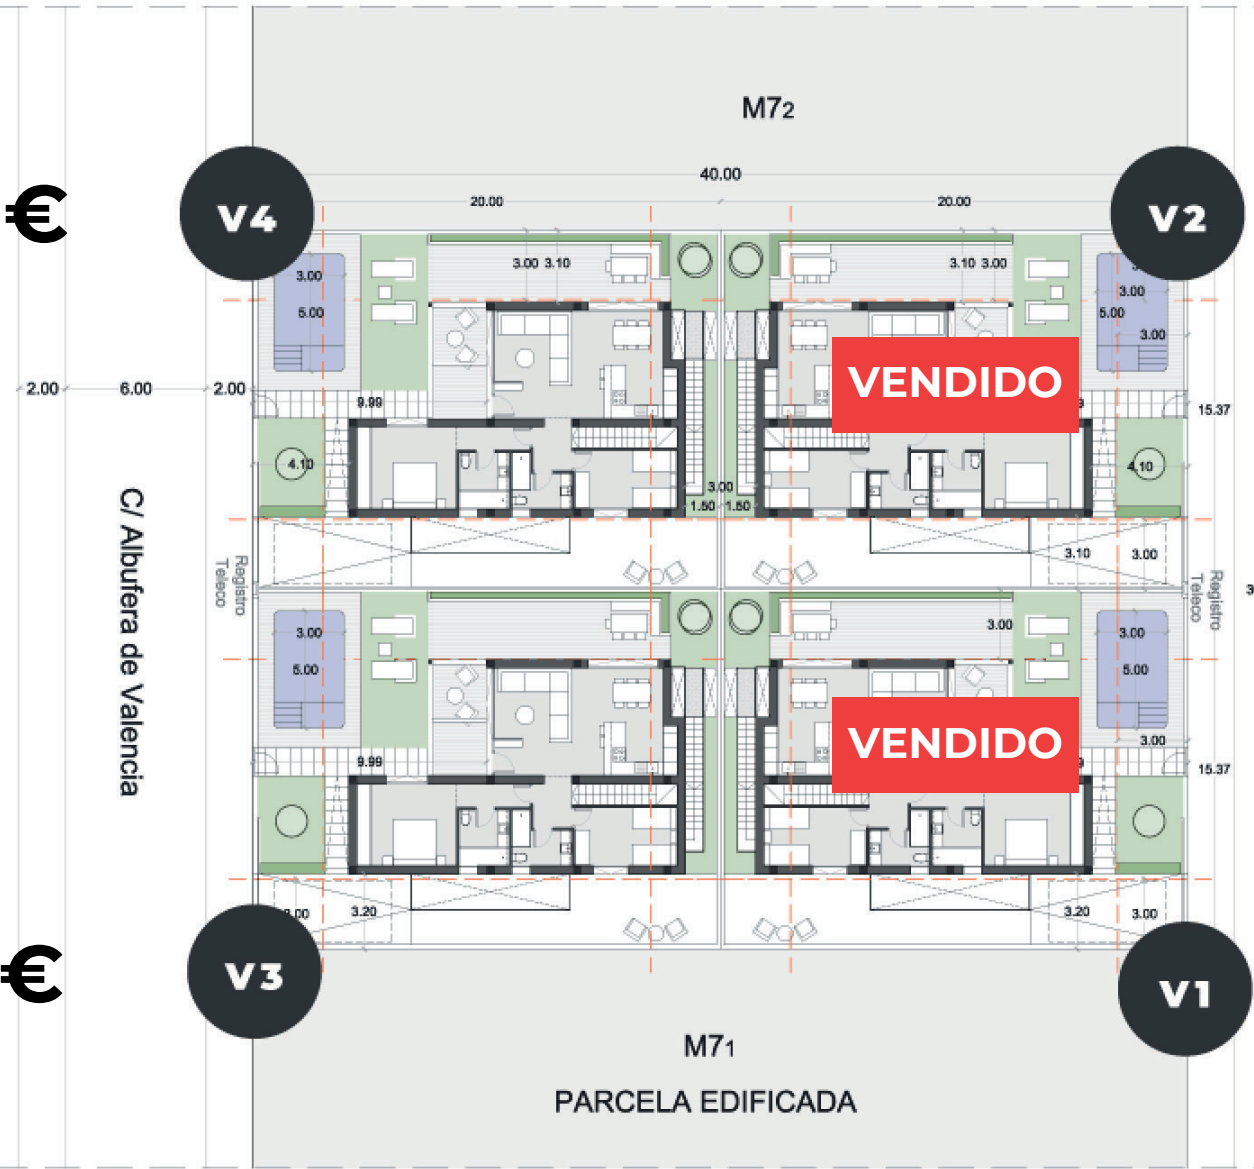 M72
40.00
20.00
20.00
€
V4
V2
3.00
3.10
3.10
3.00
3.00
3.00
5.00
5.00
3.00
VENDIDO
2.00
6.00
2.00
9.99
15.37
4.10
4.10
3.00
1.50
1.50
3.10
3.00
C/ Albufera de Valencia
Registro
Teleco
Registro
Teleco
3.00
3.00
3.00
5.00
5.00
3.00
VENDIDO
9.99
15.37
3.20
3.20
3.00
€
V3
V1
M71
PARCELA EDIFICADA